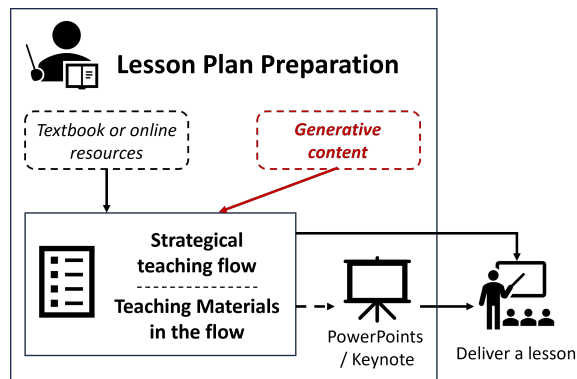 Lesson Plan Preparation
Textbook or online
resources
Generative
content
Strategical
teaching flow
Teaching Materials
in the flow
PowerPoints
/ Keynote
Deliver a lesson